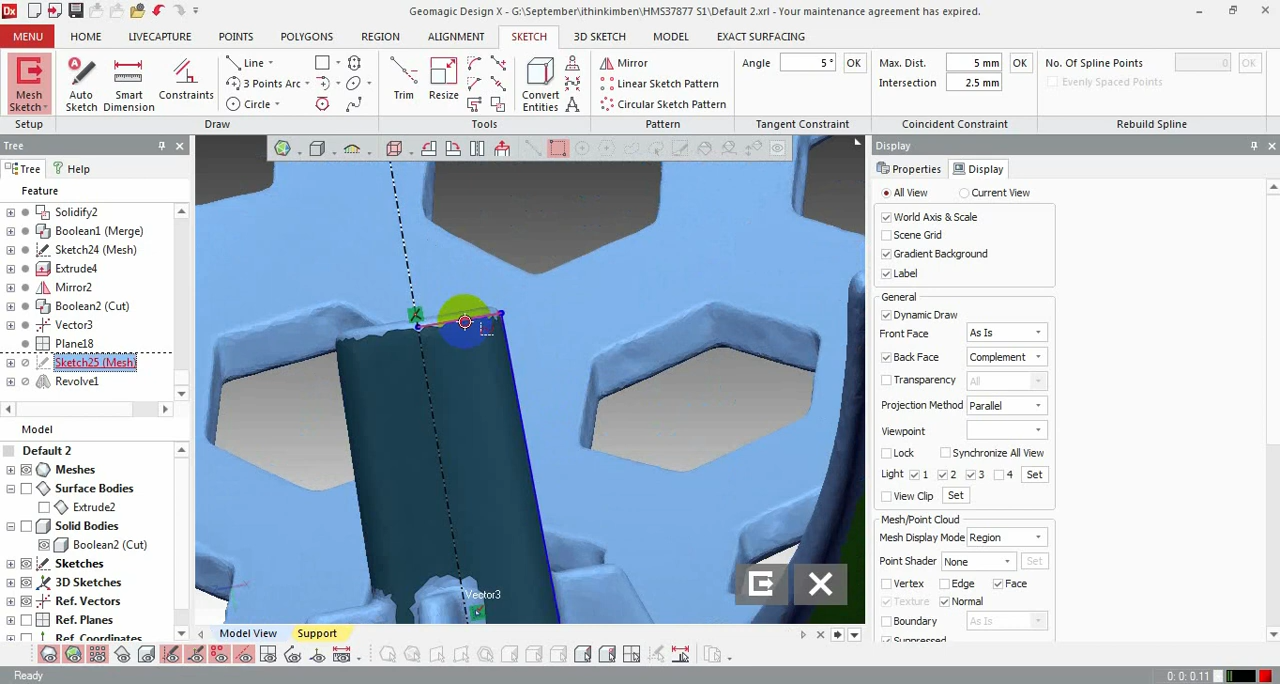 Dx
Geomagic Design X - G:\September\ithinkimben\HMS37877 S1\Default 2.xrl - You maintenance agreement has expired.
MENU HOME LIVECAPTURE POINTS POLYGONS REGION ALIGNMENT SKETCH 3D SKETCH MODEL EXACT SURFACING
Mesh Sketch
Setup
Auto Sketch
Smart Dimension
Constraints
Line
3 Points Arc
Circle
Draw
Trim
Resize
Convert Entities
Tools
Mirror
Linear Sketch Pattern
Circular Sketch Pattern
Pattern
Angle 5 ° OK
Tangent Constraint
Max. Dist. 5 mm OK
Intersection 2.5 mm
Coincident Constraint
No. Of Spline Points 0 OK
Evenly Spaced Points
Rebuild Spline
Tree
Tree Help
Feature
Solidify2
Boolean1 (Merge)
Sketch24 (Mesh)
Extrude4
Mirror2
Boolean2 (Cut)
Vector3
Plane18
Sketch25 (Mesh)
Revolve1
Model
Default 2
Meshes
Surface Bodies
Extrude2
Solid Bodies
Boolean2 (Cut)
Sketches
3D Sketches
Ref. Vectors
Ref. Planes
Ref. Coordinates
Vector3
Model View Support
Display
Properties Display
All View Current View
World Axis & Scale
Scene Grid
Gradient Background
Label
General
Dynamic Draw
Front Face As Is
Back Face Complement
Transparency All
Projection Method Parallel
Viewpoint
Lock Synchronize All View
Light 1 2 3 4 Set
View Clip Set
Mesh/Point Cloud
Mesh Display Mode Region
Point Shader None Set
Vertex Edge Face
Texture Normal
Boundary As Is
Suppressed
Ready
0: 0: 0.11